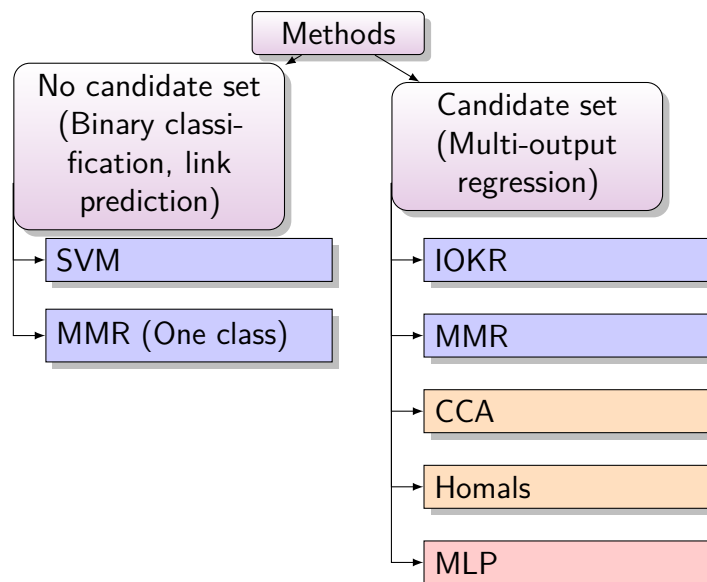 Methods
No candidate set
(Binary classi-
fication, link
prediction)
SVM
MMR (One class)
Candidate set
(Multi-output
regression)
IOKR
MMR
CCA
Homals
MLP